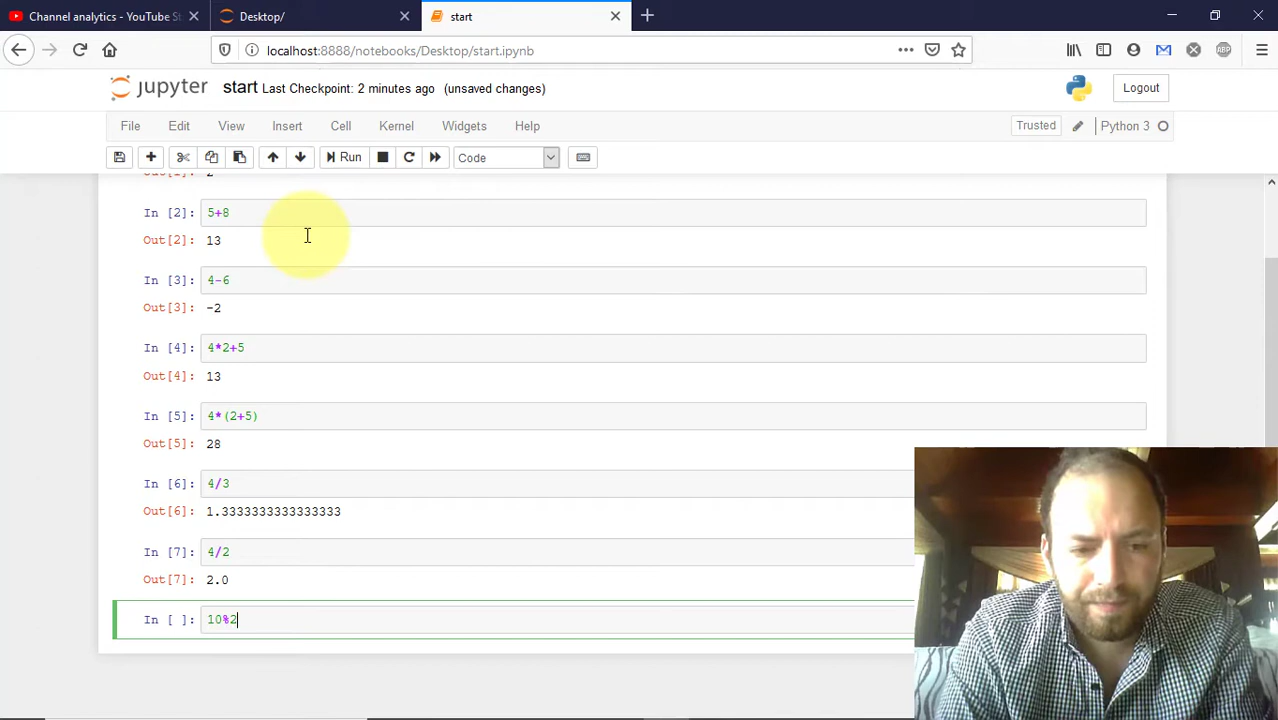 Channel analytics - YouTube St
Desktop/
start
localhost:8888/notebooks/Desktop/start.ipynb
ABP
jupyter start Last Checkpoint: 2 minutes ago (unsaved changes)
Logout
File Edit View Insert Cell Kernel Widgets Help
Trusted
Python 3
Run
Code
Out[1]: 2
In [2]: 5+8
Out[2]: 13
In [3]: 4-6
Out[3]: -2
In [4]: 4*2+5
Out[4]: 13
In [5]: 4*(2+5)
Out[5]: 28
In [6]: 4/3
Out[6]: 1.3333333333333333
In [7]: 4/2
Out[7]: 2.0
In [ ]: 10%2